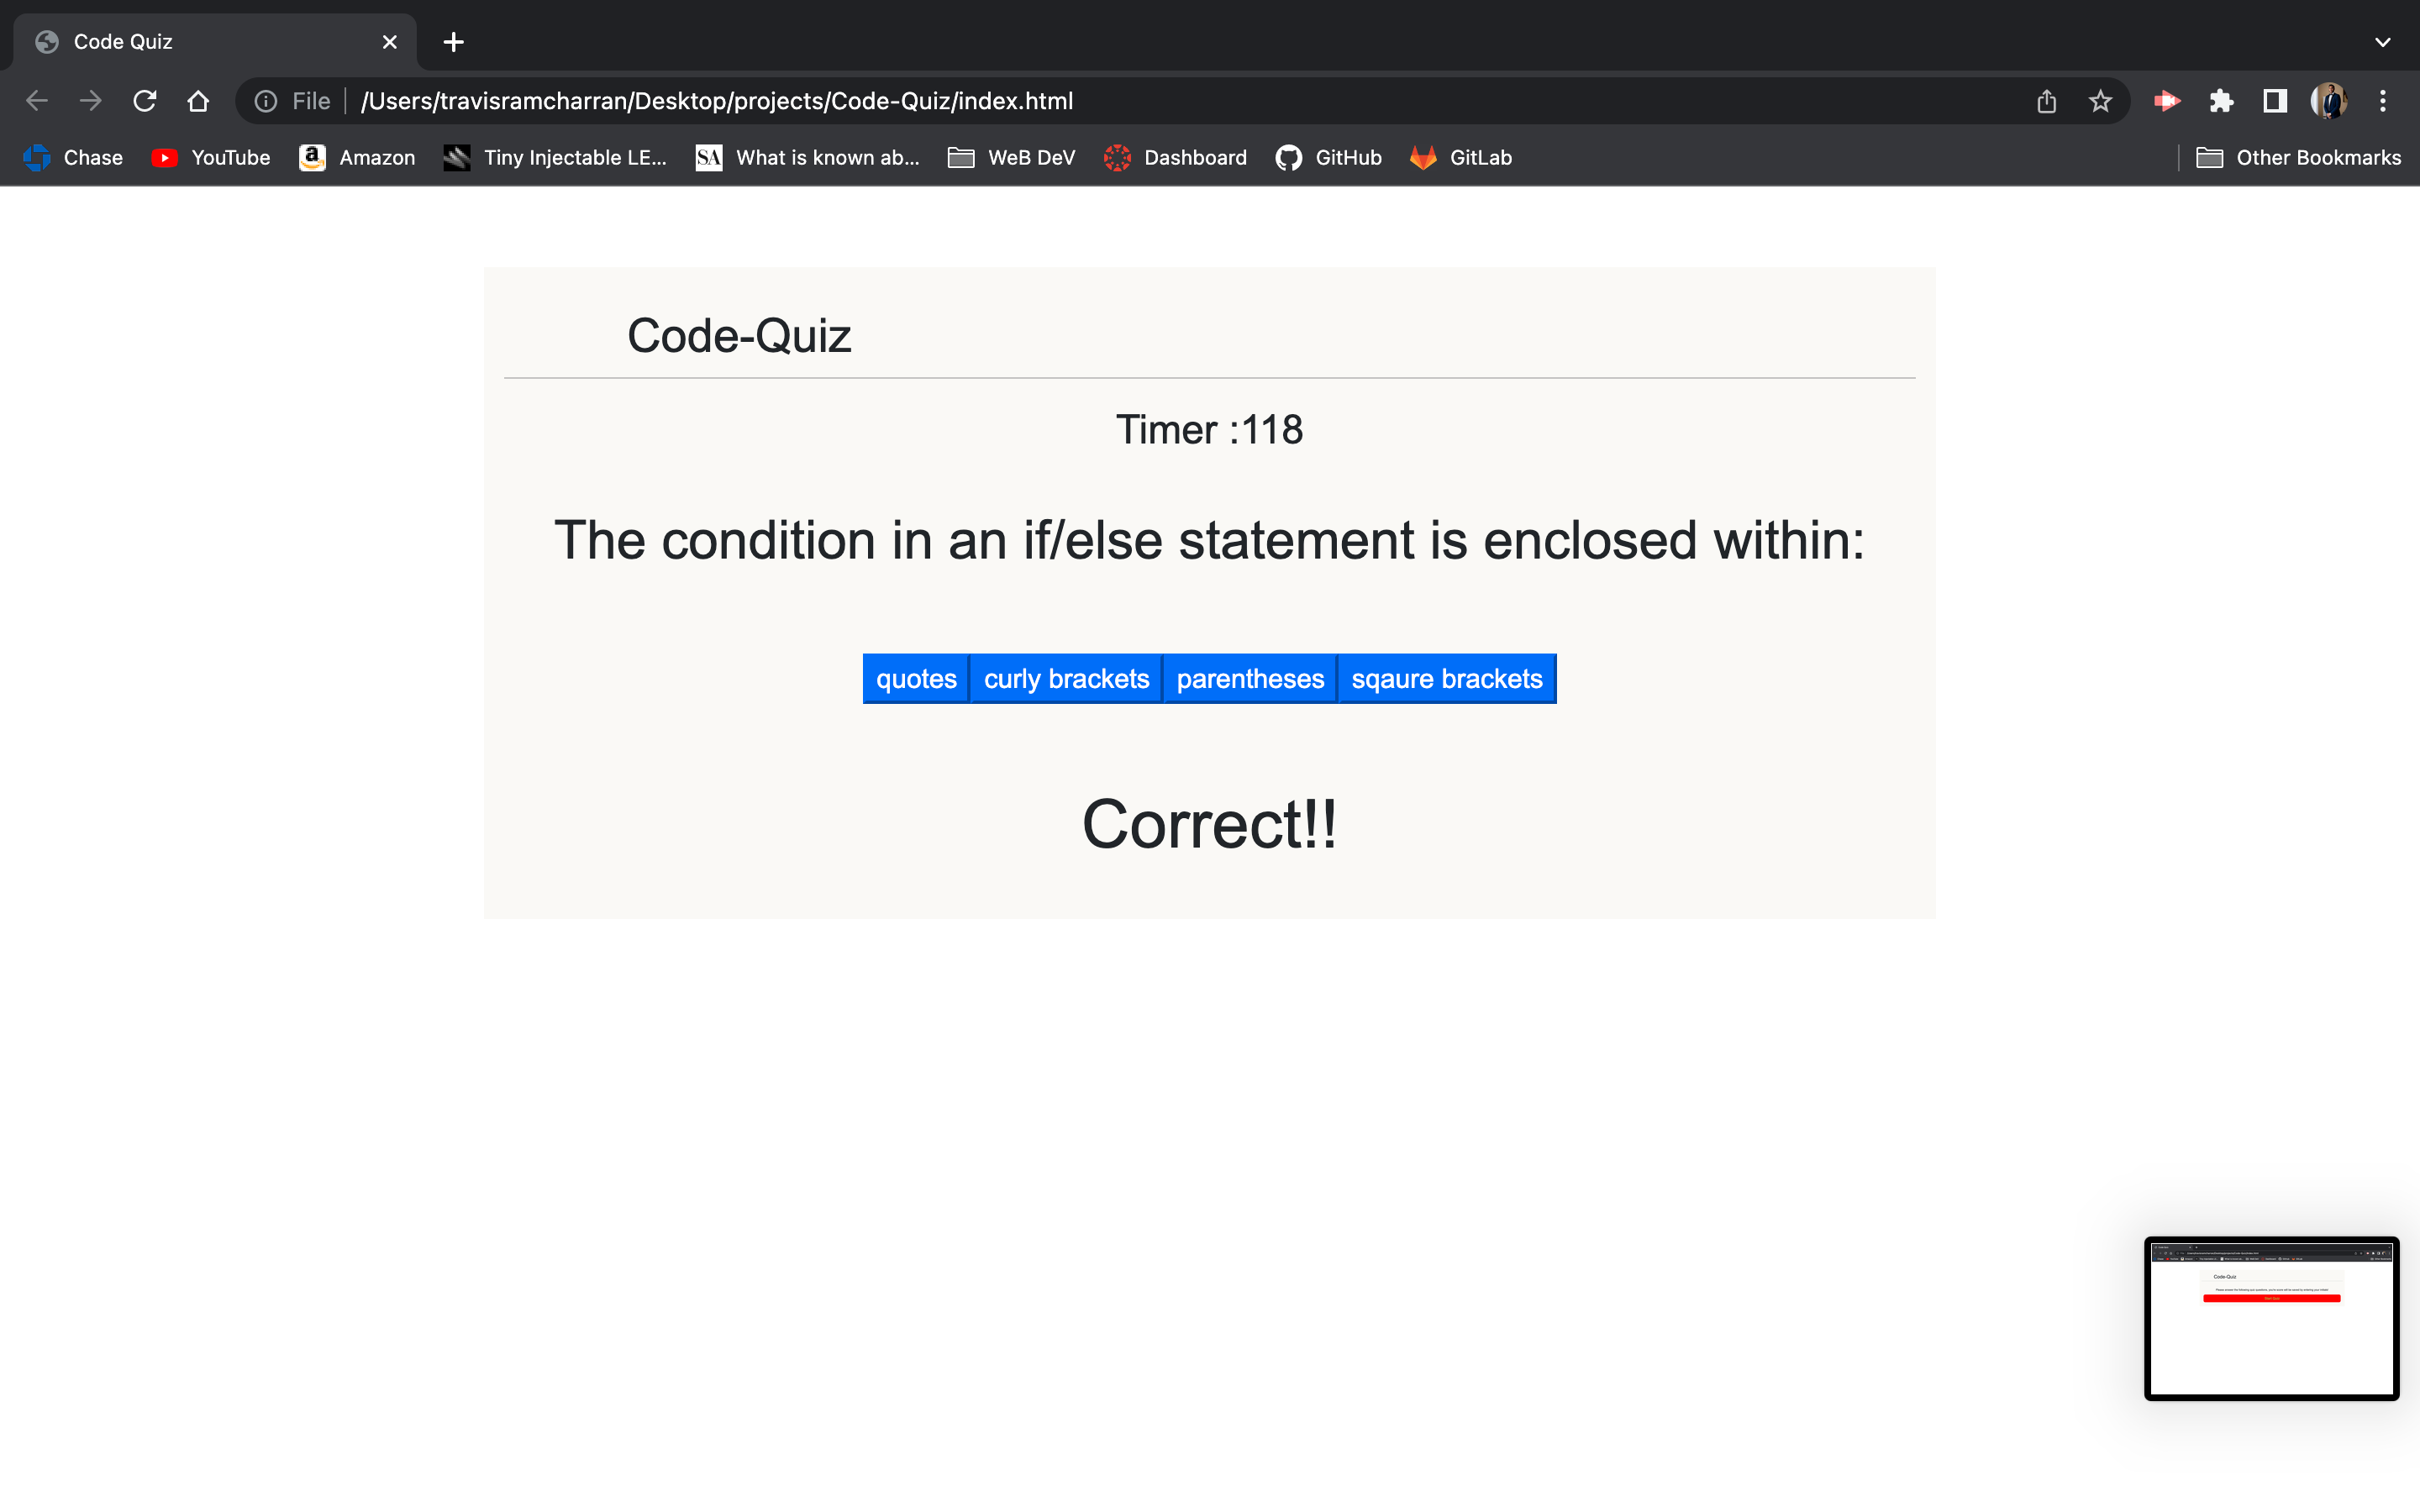 Code Quiz
File /Users/travisramcharran/Desktop/projects/Code-Quiz/index.html
Chase YouTube Amazon Tiny Injectable LE... SA What is known ab... WeB DeV Dashboard GitHub GitLab Other Bookmarks
Code-Quiz
Timer :118
The condition in an if/else statement is enclosed within:
quotes curly brackets parentheses sqaure brackets
Correct!!
Code-Quiz